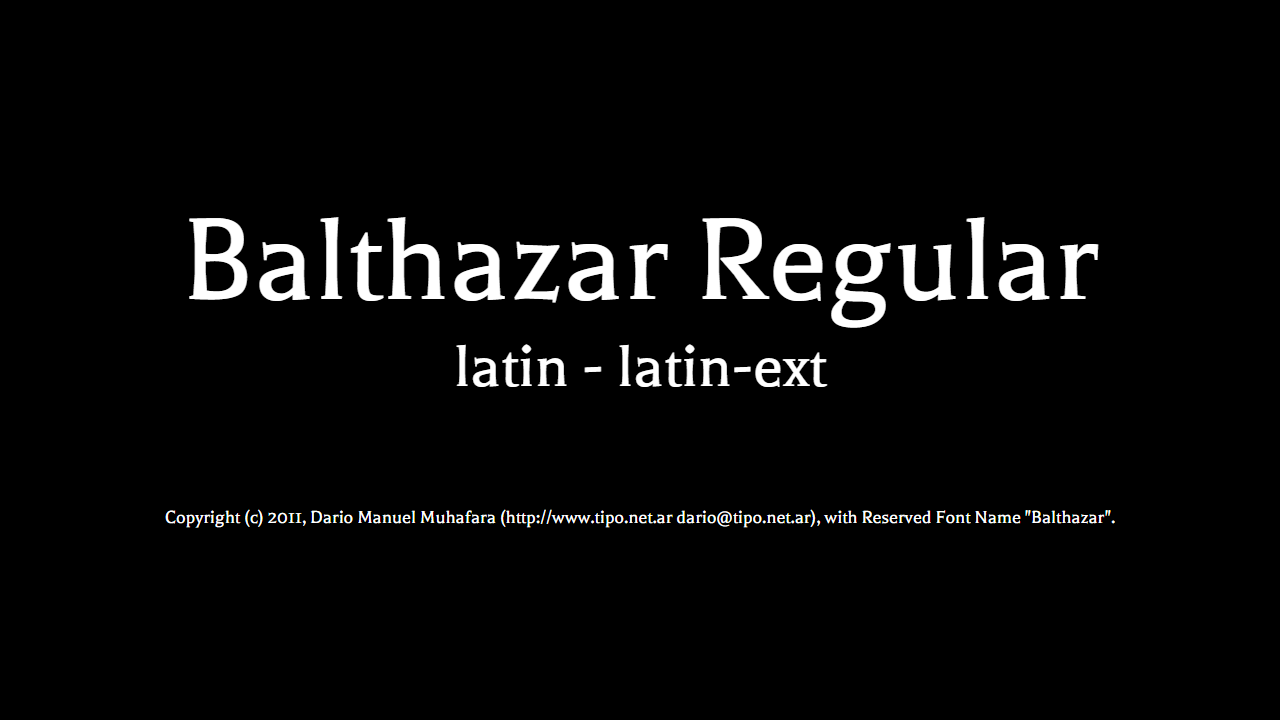 Balthazar Regular
latin - latin-ext
Copyright (c) 2011, Dario Manuel Muhafara (http://www.tipo.net.ar dario@tipo.net.ar), with Reserved Font Name "Balthazar".